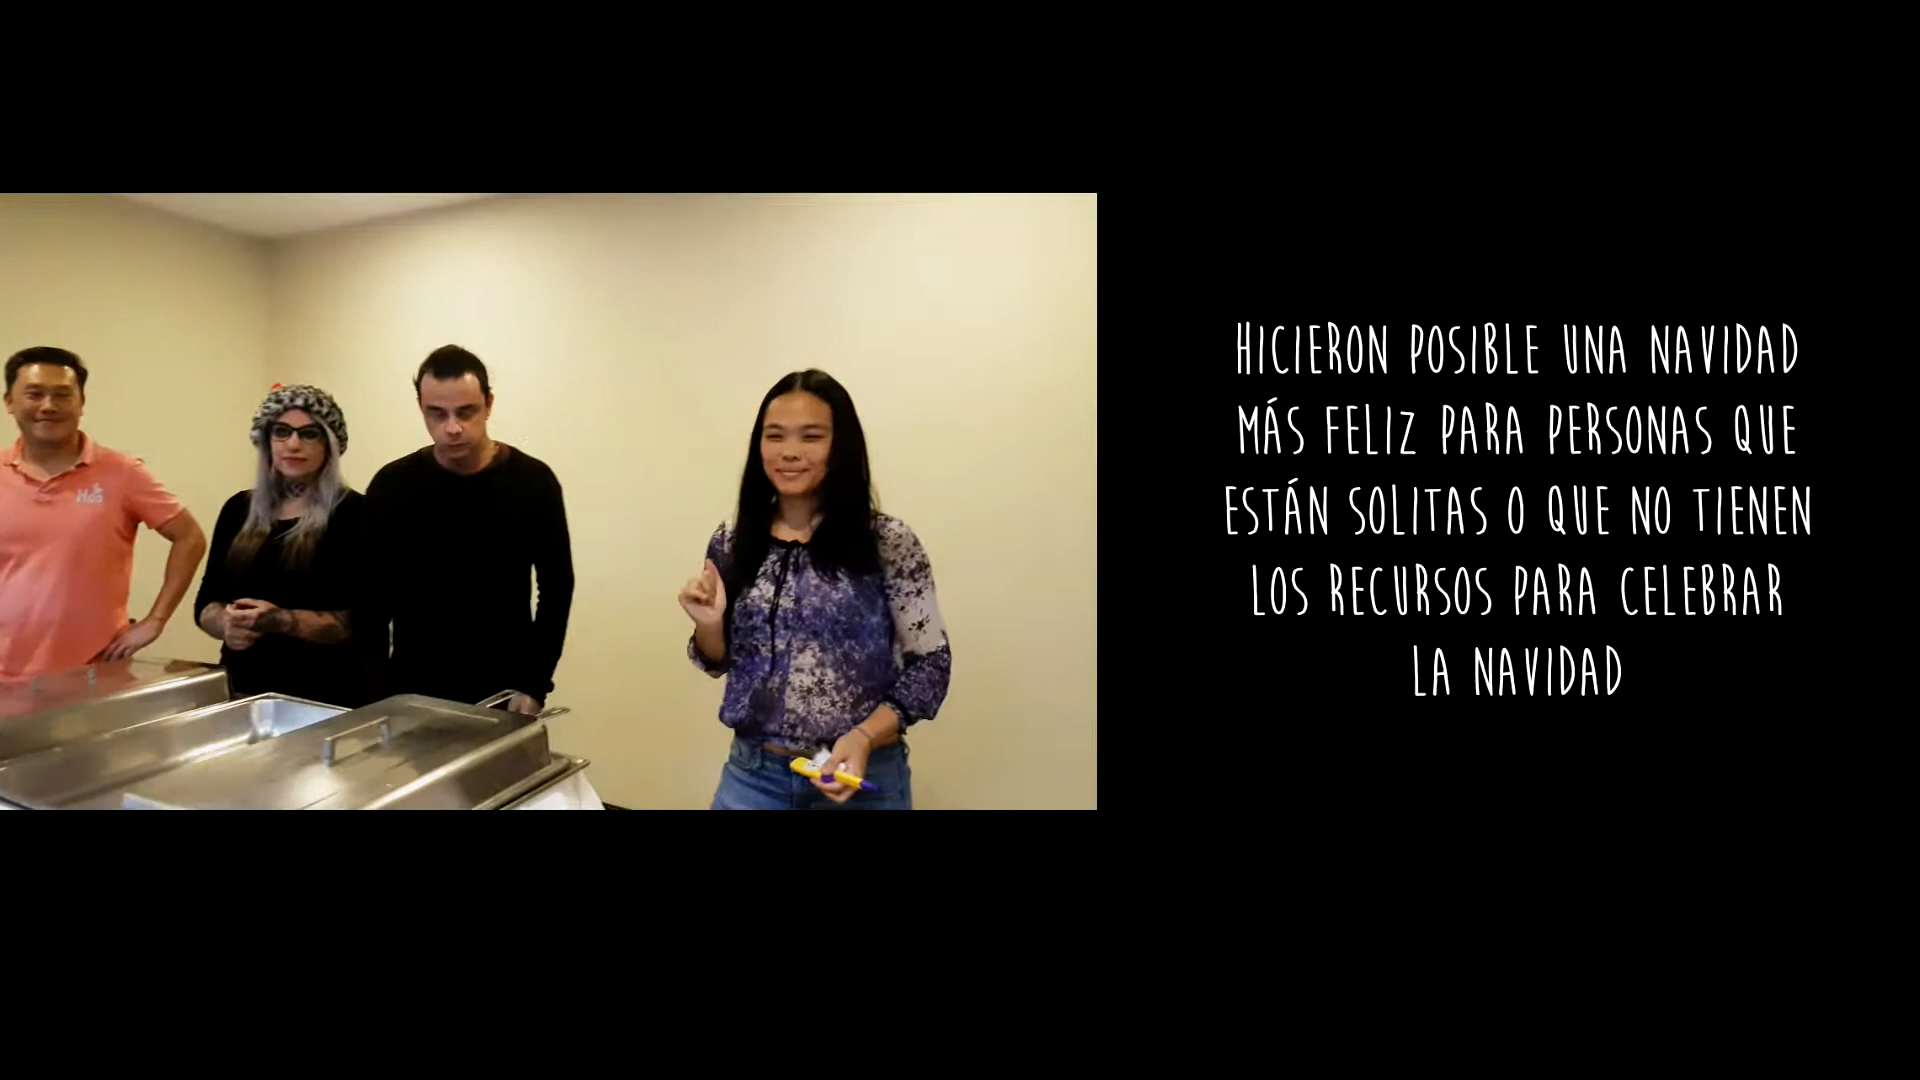 HICIERON POSIBLE UNA NAVIDAD
MÁS FELIZ PARA PERSONAS QUE
ESTÁN SOLITAS O QUE NO TIENEN
LOS RECURSOS PARA CELEBRAR
LA NAVIDAD